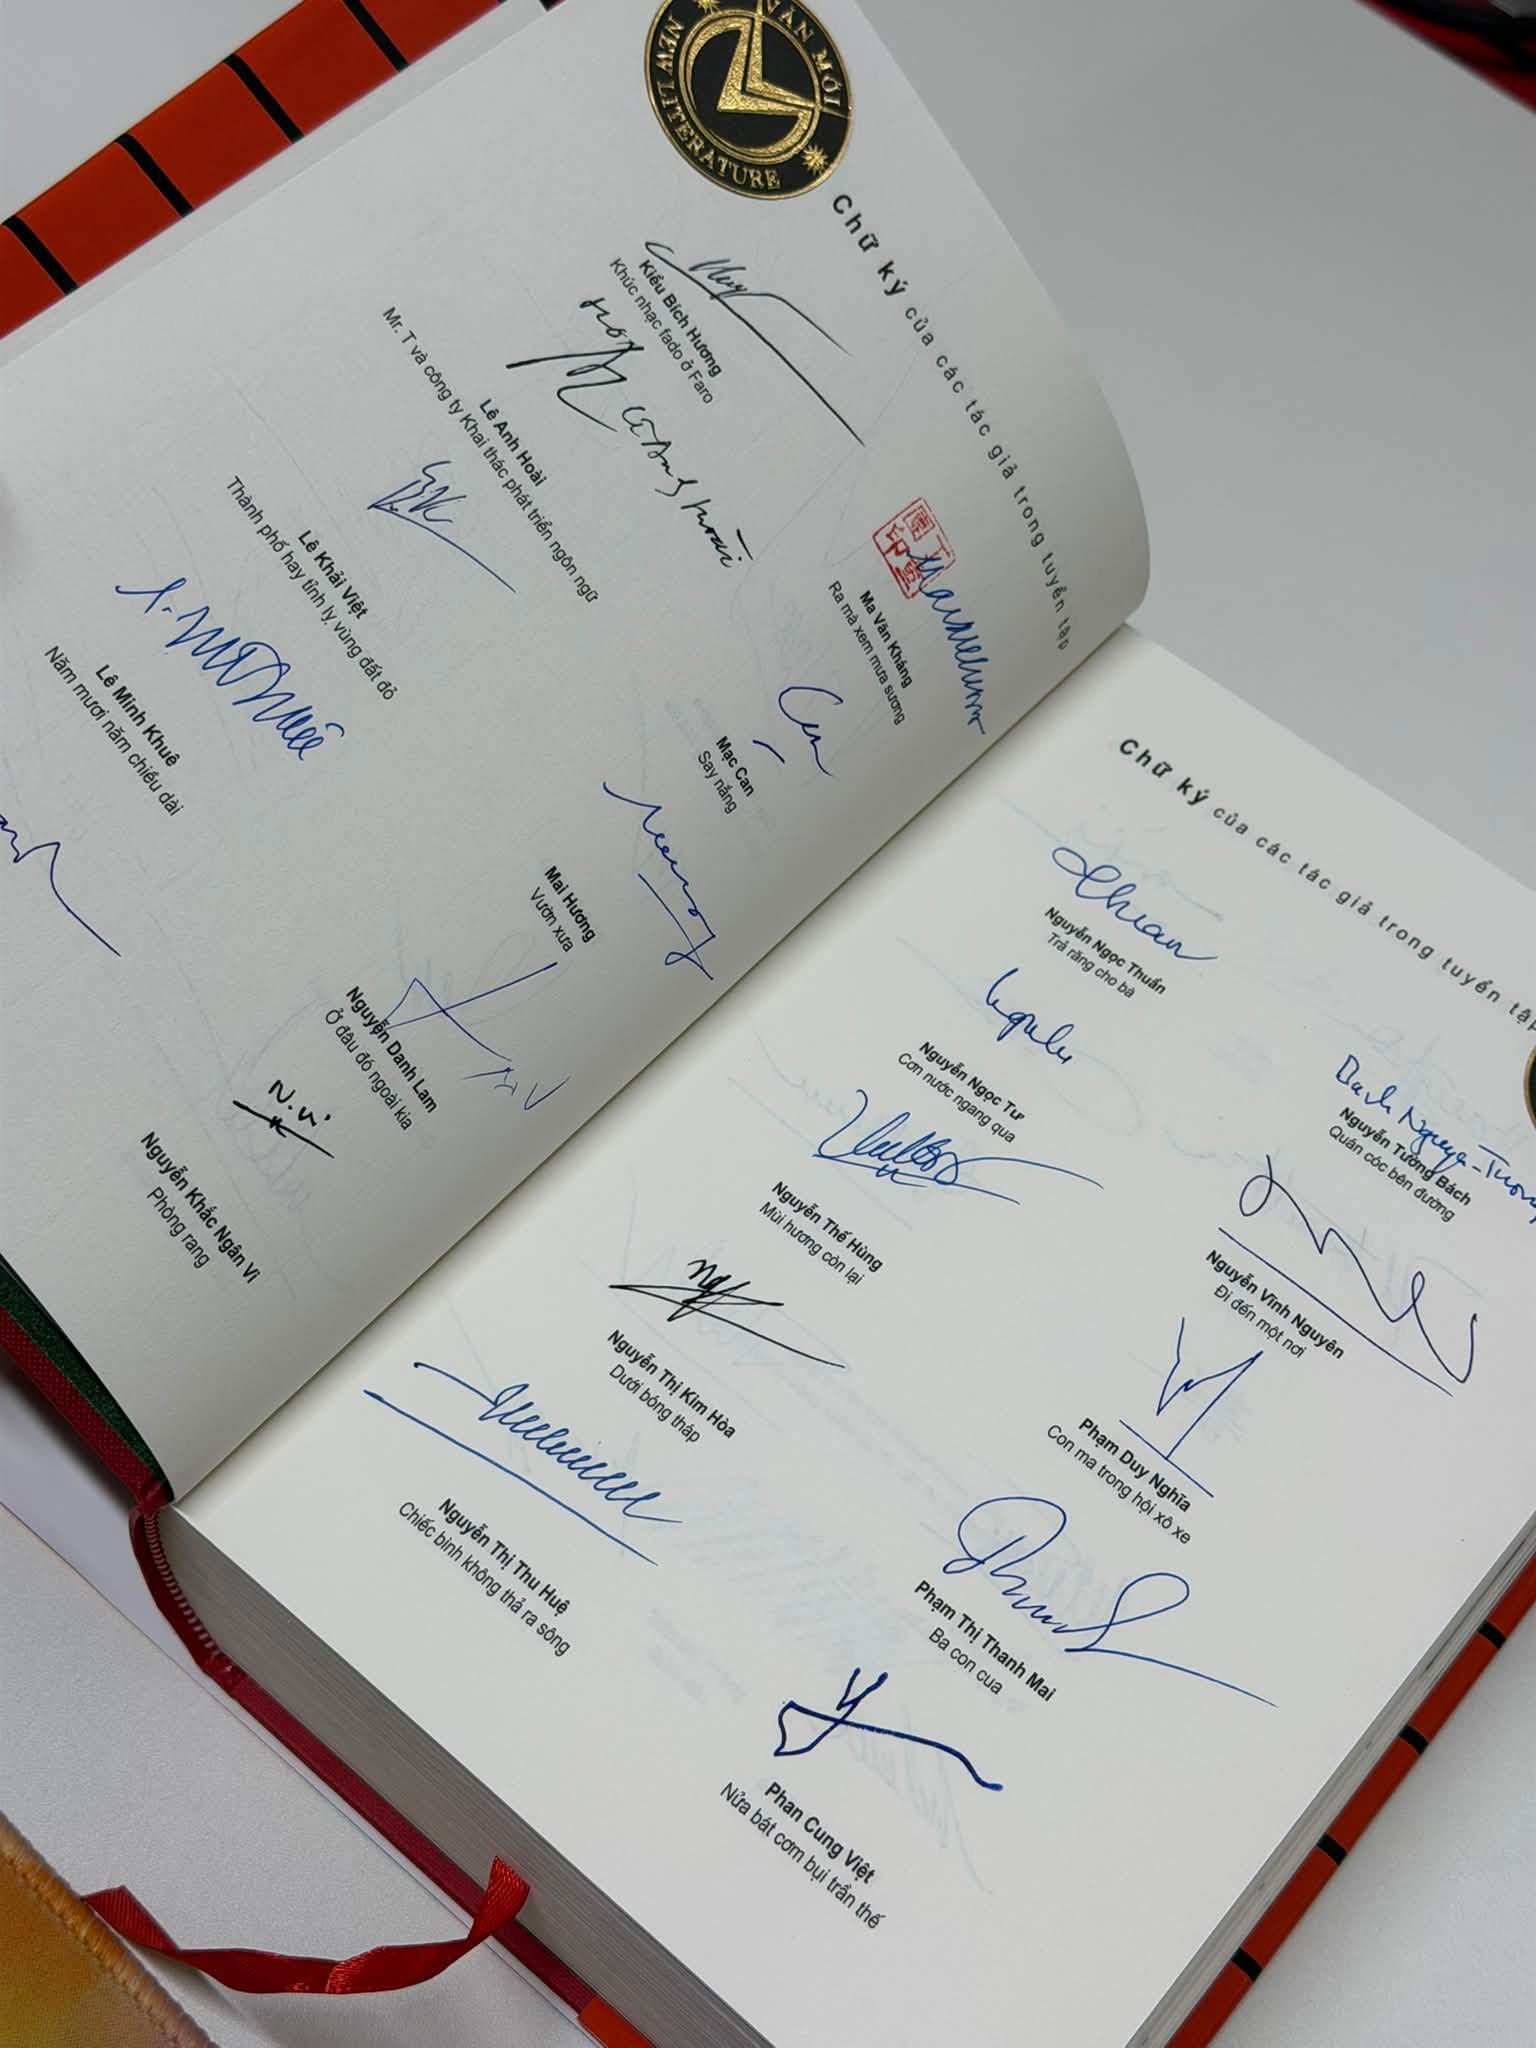 VĂN MỚI
NEW LITERATURE
Chữ ký của các tác giả trong tuyển tập
Kiều Bích Hương
Khúc nhạc fado ở Faro
Lê Anh Hoài
Mr. T và công ty Khai thác phát triển ngôn ngữ
Lê Khải Việt
Thành phố hay tỉnh lỵ vùng đất đỏ
Lê Minh Khuê
Năm mươi năm chiều dài
Ma Văn Kháng
Ra mà xem mưa sương
Mạc Can
Say nắng
Mai Hương
Vườn xưa
Nguyễn Danh Lam
Ở đâu đó ngoài kia
N.Vi
Nguyễn Khắc Ngân Vi
Phòng rang
Chữ ký của các tác giả trong tuyển tập
Nguyễn Ngọc Thuần
Trả răng cho bà
Nguyễn Ngọc Tư
Cơn nước ngang qua
Nguyễn Thế Hùng
Mùi hương còn lại
Nguyễn Thị Kim Hòa
Dưới bóng tháp
Nguyễn Thị Thu Huệ
Chiếc bình không thả ra sông
Nguyễn Tường Bách
Quán cóc bên đường
Nguyễn Vĩnh Nguyên
Đi đến một nơi
Phạm Duy Nghĩa
Con ma trong hội xô xe
Phạm Thị Thanh Mai
Ba con cua
Phan Cung Việt
Nửa bát cơm bụi trần thế